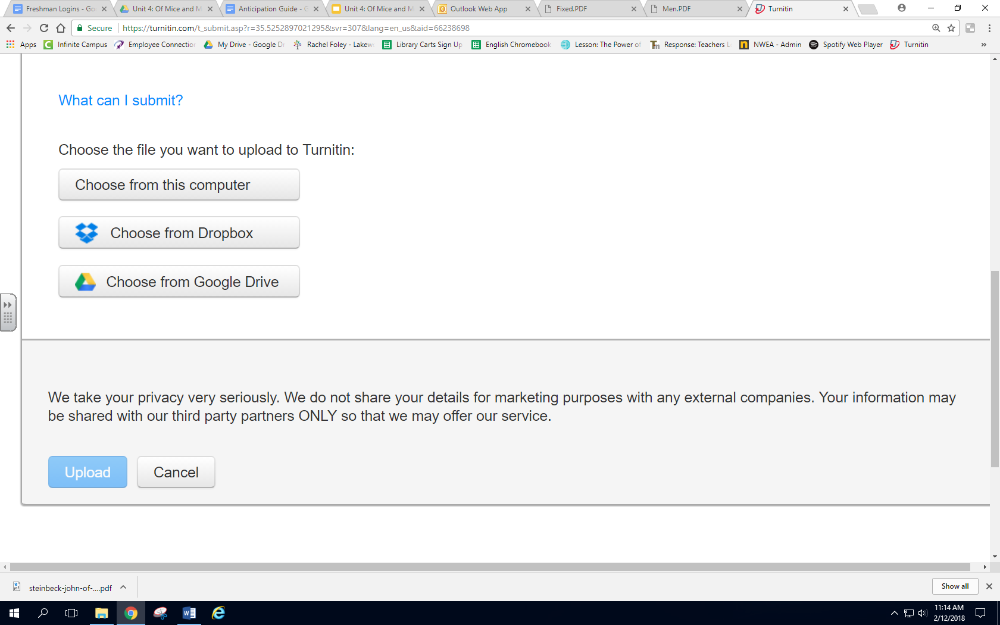 Freshman Logins - Go
Unit 4: Of Mice and M
Anticipation Guide - G
Unit 4: Of Mice and M
Outlook Web App
Fixed.PDF
Men.PDF
Turnitin
Secure
https://turnitin.com/t_submit.asp?r=35.5252897021295&svr=307&lang=en_us&aid=66238698
Apps
Infinite Campus
Employee Connection
My Drive - Google Dr
Rachel Foley - Lakew
Library Carts Sign Up
English Chromebook
Lesson: The Power of
Tm
Response: Teachers L
NWEA - Admin
Spotify Web Player
Turnitin
What can I submit?
Choose the file you want to upload to Turnitin:
Choose from this computer
Choose from Dropbox
Choose from Google Drive
We take your privacy very seriously. We do not share your details for marketing purposes with any external companies. Your information may
be shared with our third party partners ONLY so that we may offer our service.
Upload
Cancel
steinbeck-john-of-....pdf
Show all
11:14 AM
2/12/2018